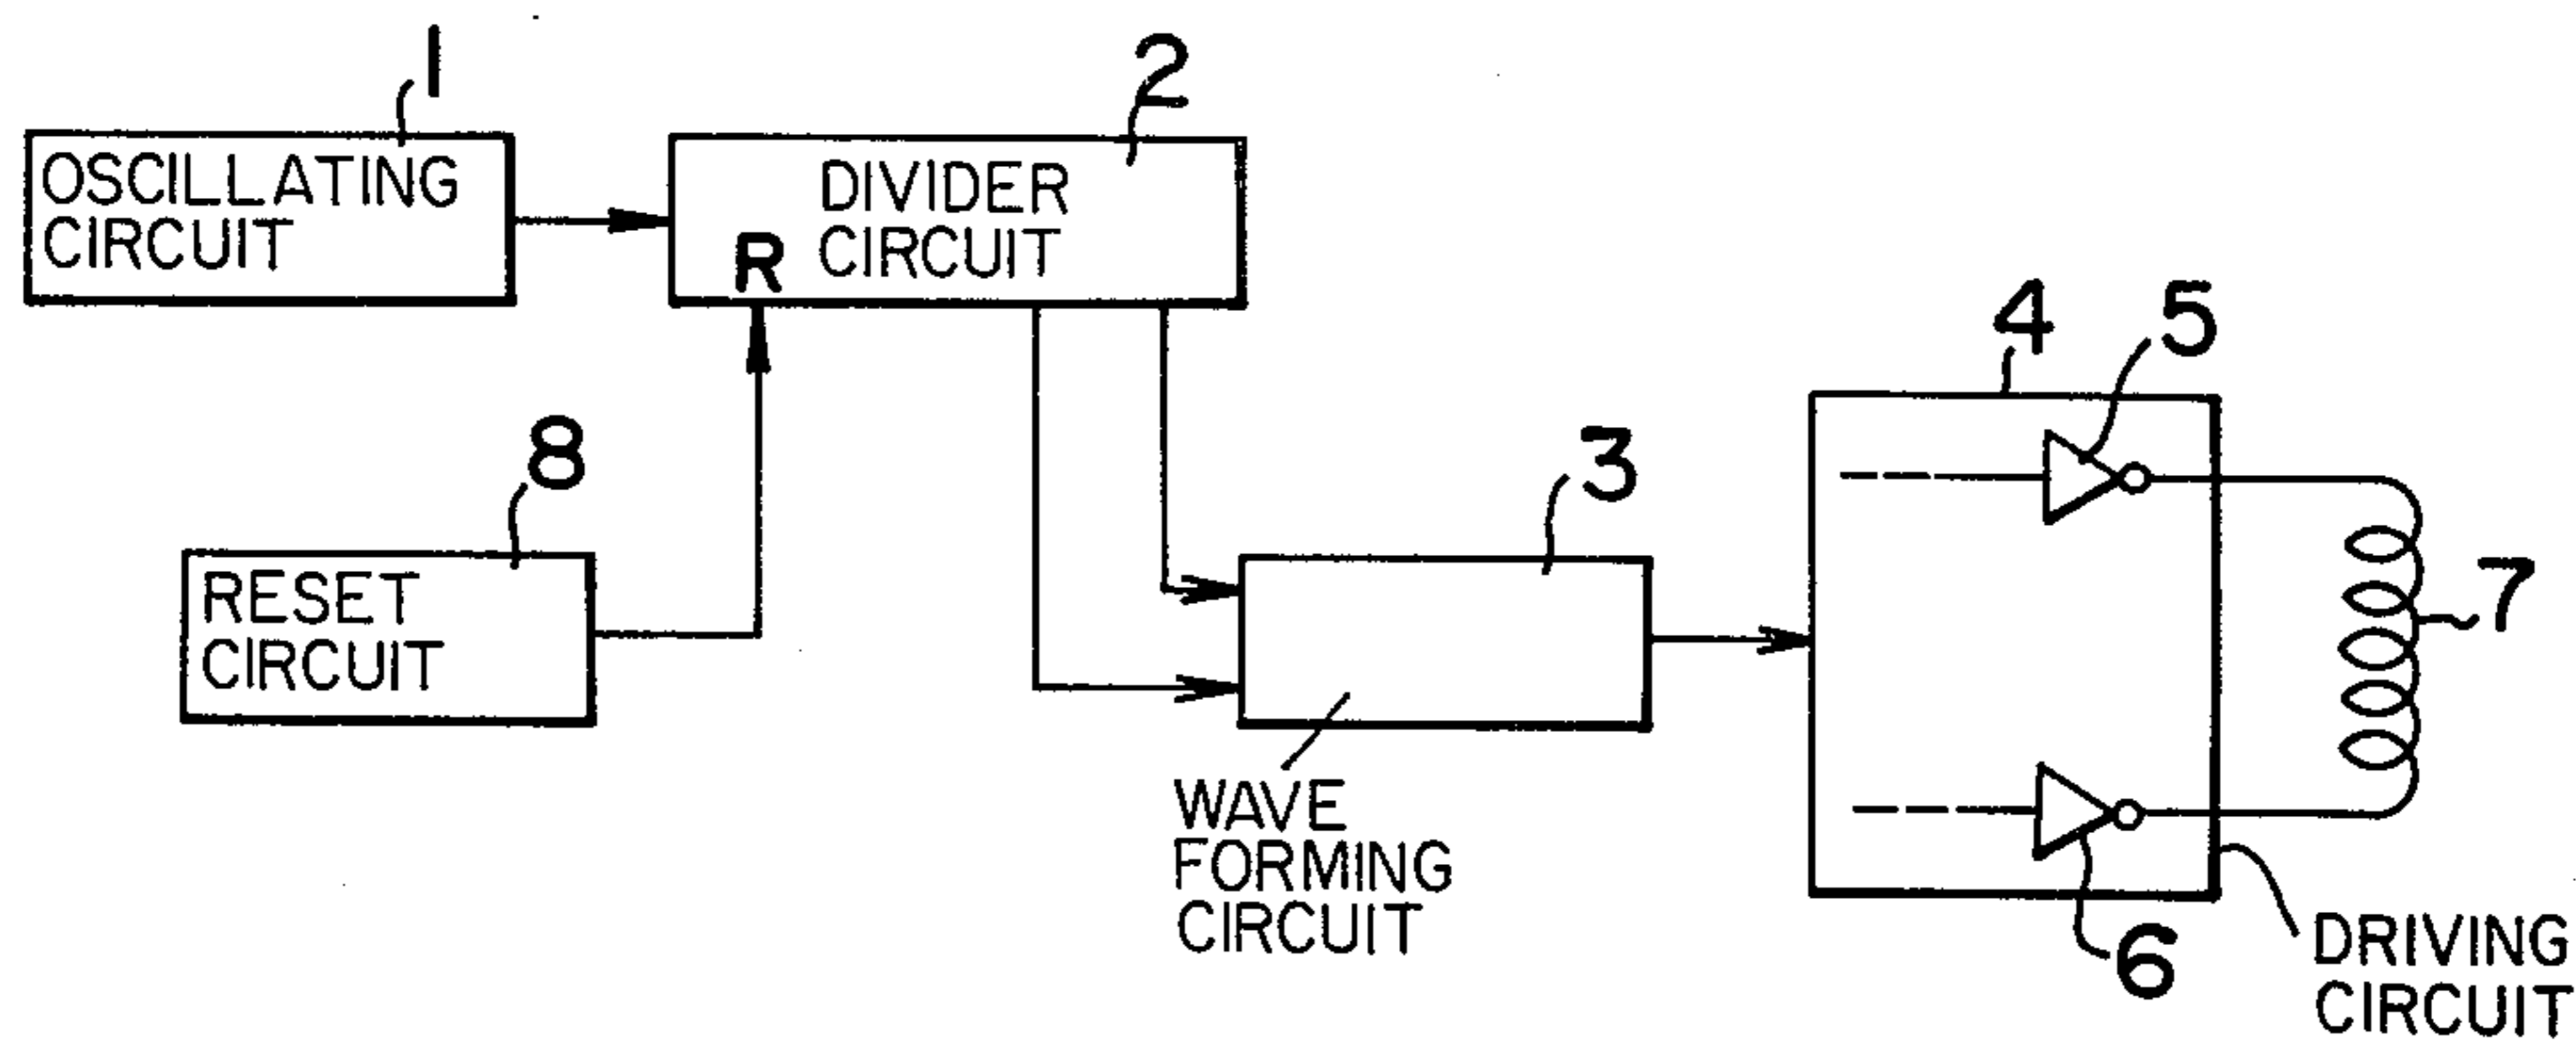 1
OSCILLATING
CIRCUIT
2
DIVIDER
CIRCUIT
R
8
RESET
CIRCUIT
3
WAVE
FORMING
CIRCUIT
4
5
6
7
DRIVING
CIRCUIT